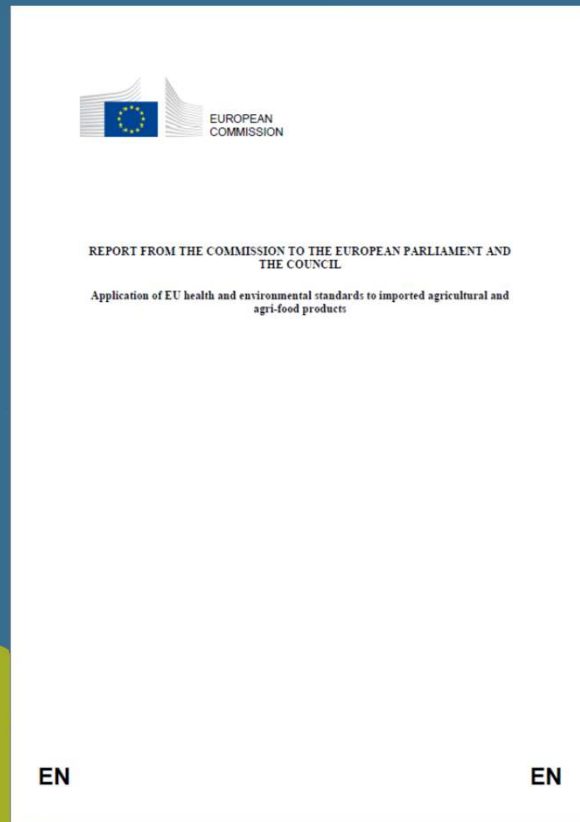 EUROPEAN
COMMISSION
REPORT FROM THE COMMISSION TO THE EUROPEAN PARLIAMENT AND
THE COUNCIL
Application of EU health and environmental standards to imported agricultural and
agri-food products
EN
EN